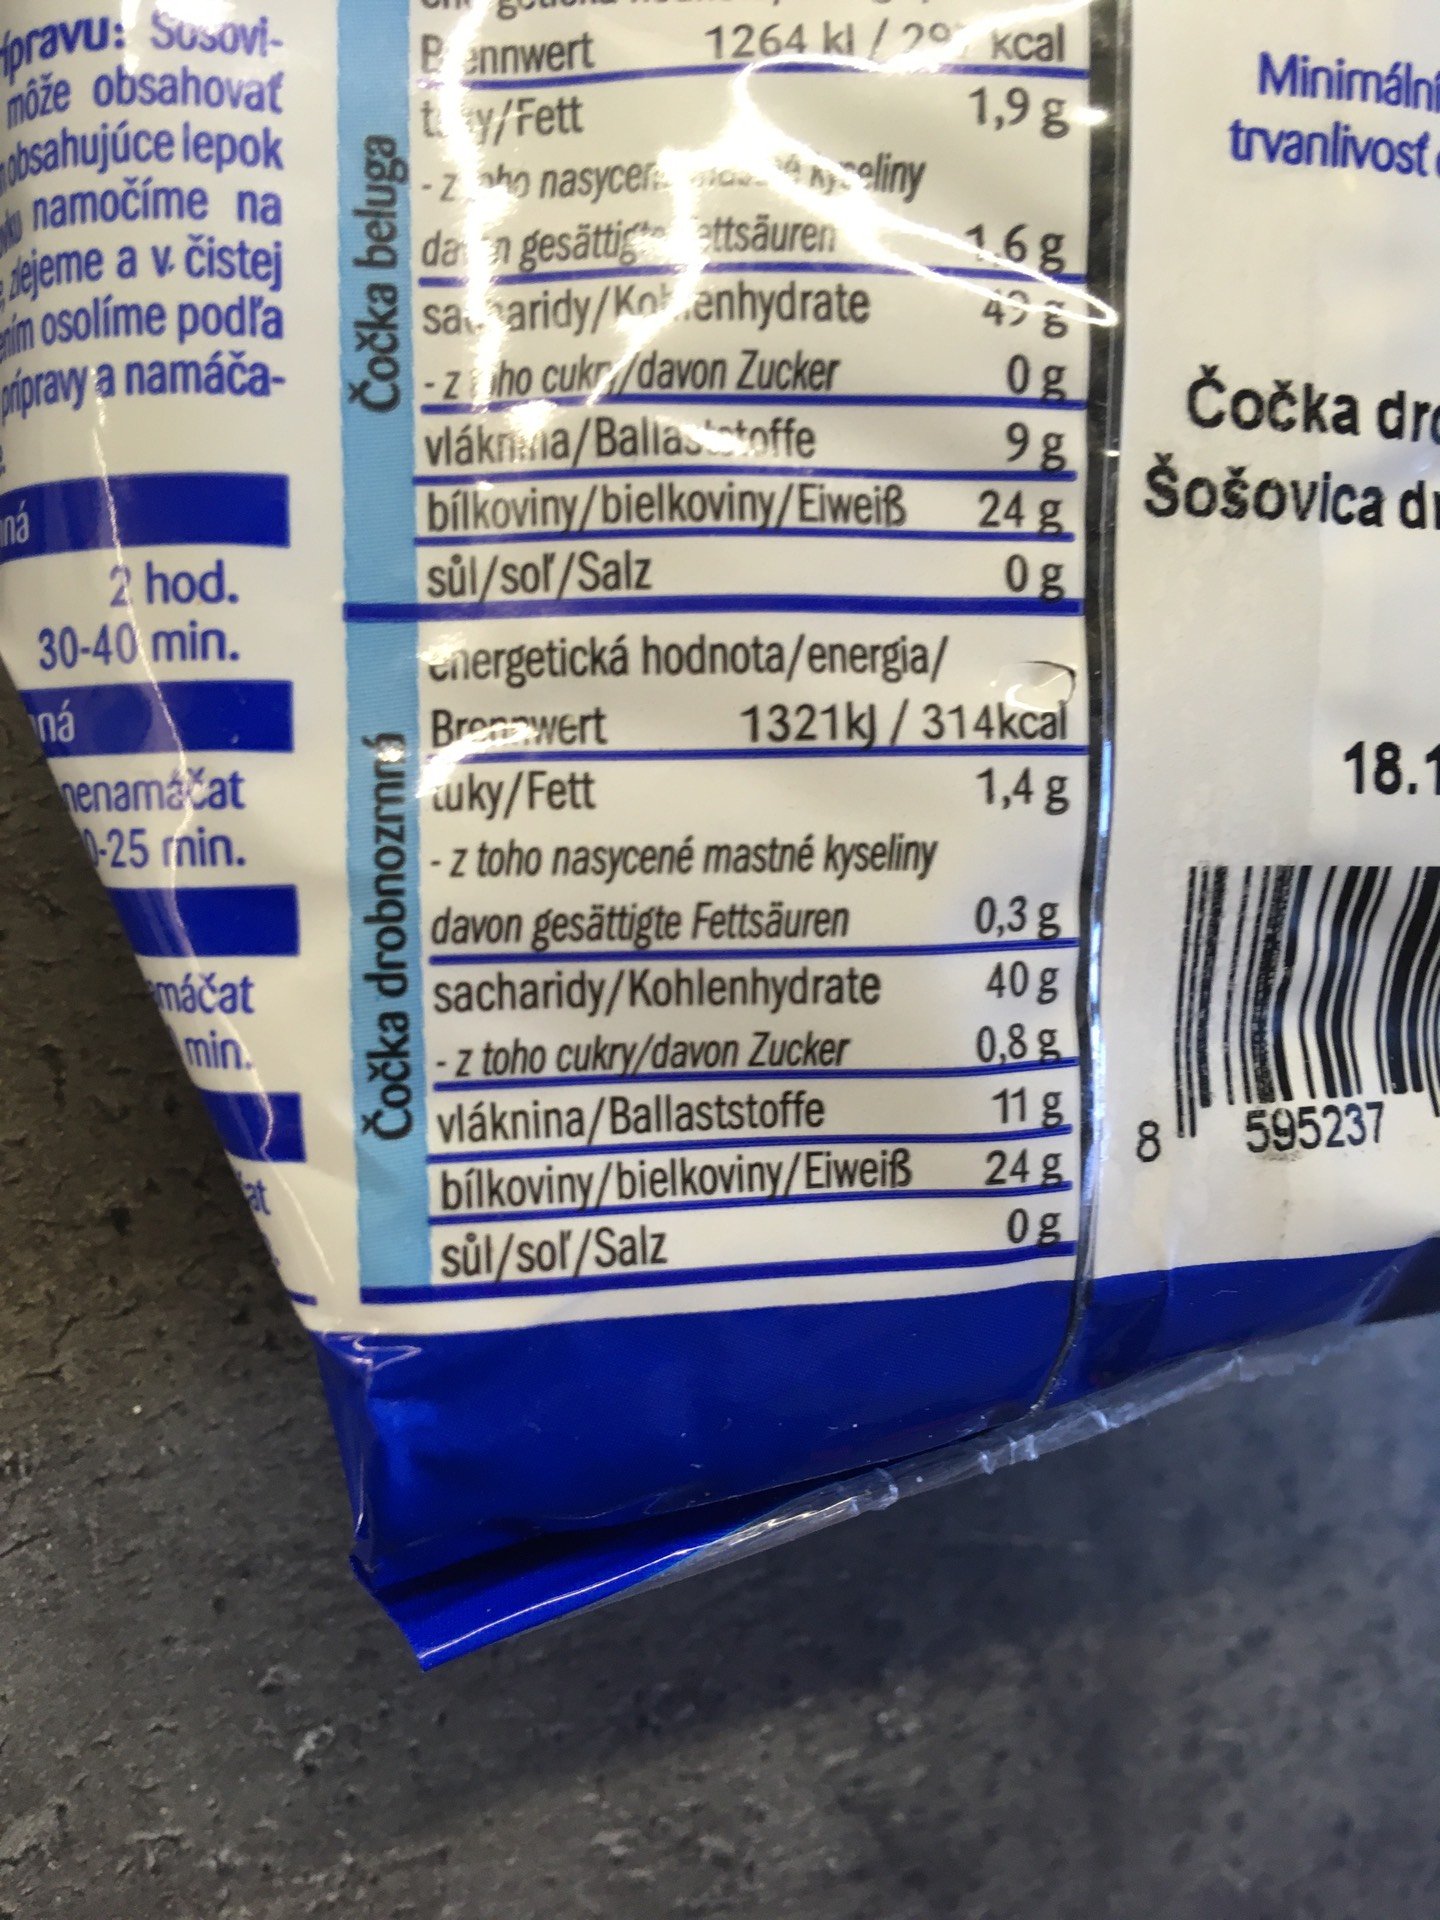 Šošovi-
môže obsahovať
obsahujúce lepok
namočíme na
zlejeme a v čistej
osolíme podľa
prípravy a namáča-
2 hod.
30-40 min.
nenamáčat
min.
min.
Čočka beluga
Brennwert 1264 kJ / kcal
tuky/Fett 1,9 g
- z toho nasycené kyseliny
davon gesättigte Fettsäuren 1,6 g
sacharidy/Kohlenhydrate 49 g
- z toho cukry/davon Zucker 0 g
vláknina/Ballaststoffe 9 g
bílkoviny/bielkoviny/Eiweiß 24 g
sůl/soľ/Salz 0 g
Čočka drobnozrnná
energetická hodnota/energia/
Brennwert 1321kJ / 314kcal
tuky/Fett 1,4 g
- z toho nasycené mastné kyseliny
davon gesättigte Fettsäuren 0,3 g
sacharidy/Kohlenhydrate 40 g
- z toho cukry/davon Zucker 0,8 g
vláknina/Ballaststoffe 11 g
bílkoviny/bielkoviny/Eiweiß 24 g
sůl/soľ/Salz 0 g
Minimální
trvanlivost
Čočka
Šošovica
18.1
8 595237